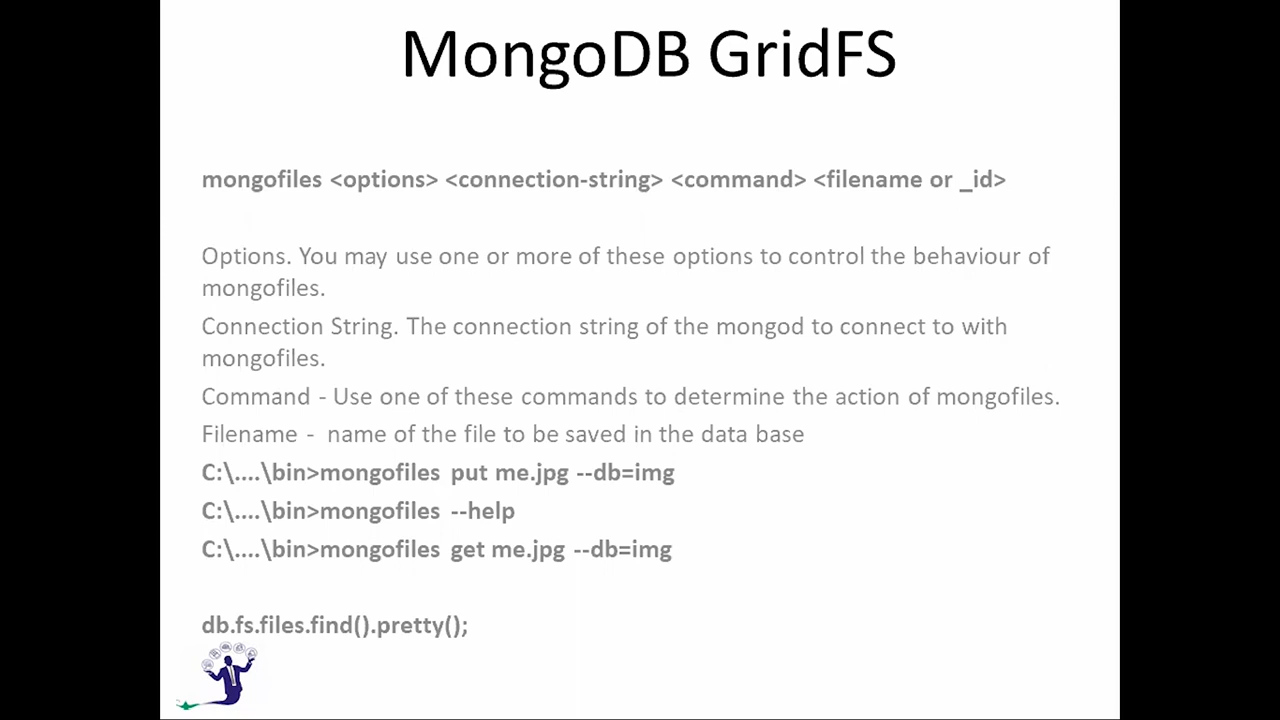 MongoDB GridFS
mongofiles <options> <connection-string> <command> <filename or _id>
Options. You may use one or more of these options to control the behaviour of
mongofiles.
Connection String. The connection string of the mongod to connect to with
mongofiles.
Command - Use one of these commands to determine the action of mongofiles.
Filename - name of the file to be saved in the data base
C:\....\bin>mongofiles put me.jpg --db=img
C:\....\bin>mongofiles --help
C:\....\bin>mongofiles get me.jpg --db=img
db.fs.files.find().pretty();